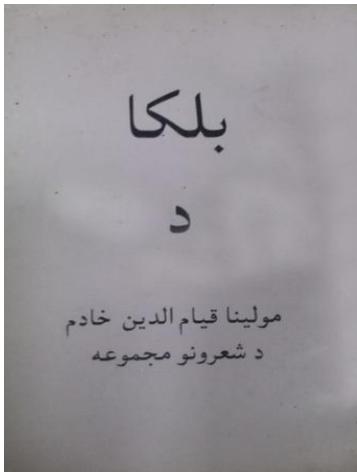 بلکا
د
مولینا قیام الدین خادم
د شعرونو مجموعه